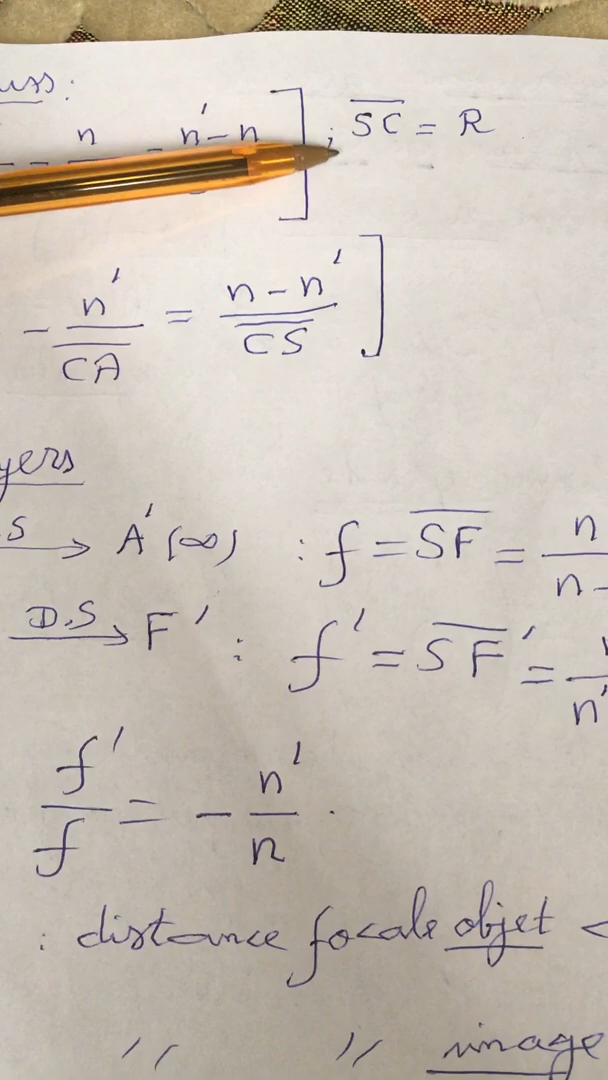 uss:
n — n'-n ] ; SC = R
- n'/CA = n-n'/CS ]
yers
.S → A'(∞) : f = SF = n/n-
D.S → F' : f' = SF' = /n'
f'/f = - n'/n .
: distance focale objet
" " image